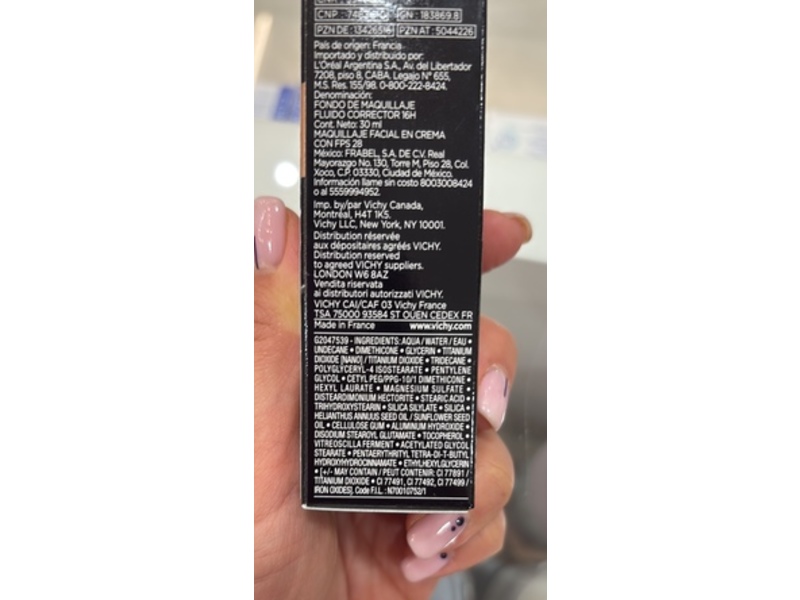 CNP : GN : 183869.8
PZN DE : 13426514 PZN AT : 5044226
País de origen: Francia
Importado y distribuido por:
L'Oréal Argentina S.A., Av. del Libertador
7208, piso 8, CABA. Legajo N° 655,
M.S. Res. 155/98. 0-800-222-8424.
Denominación:
FONDO DE MAQUILLAJE
FLUIDO CORRECTOR 16H
Cont. Neto: 30 ml
MAQUILLAJE FACIAL EN CREMA
CON FPS 28
México: FRABEL, S.A. DE C.V. Real
Mayorazgo No. 130, Torre M, Piso 28, Col.
Xoco, C.P. 03330, Ciudad de México.
Información llame sin costo 8003008424
o al 5559994952.
Imp. by/par Vichy Canada,
Montréal, H4T 1K5.
Vichy LLC, New York, NY 10001.
Distribution réservée
aux dépositaires agréés VICHY.
Distribution reserved
to agreed VICHY suppliers.
LONDON W6 8AZ
Vendita riservata
ai distributori autorizzati VICHY.
VICHY CAI/CAF 03 Vichy France
TSA 75000 93584 ST OUEN CEDEX FR
Made in France www.vichy.com
G2047539 - INGREDIENTS: AQUA / WATER / EAU •
UNDECANE • DIMETHICONE • GLYCERIN • TITANIUM
DIOXIDE [NANO] / TITANIUM DIOXIDE • TRIDECANE •
POLYGLYCERYL-4 ISOSTEARATE • PENTYLENE
GLYCOL • CETYL PEG/PPG-10/1 DIMETHICONE •
HEXYL LAURATE • MAGNESIUM SULFATE •
DISTEARDIMONIUM HECTORITE • STEARIC ACID •
TRIHYDROXYSTEARIN • SILICA SILYLATE • SILICA •
HELIANTHUS ANNUUS SEED OIL / SUNFLOWER SEED
OIL • CELLULOSE GUM • ALUMINUM HYDROXIDE •
DISODIUM STEAROYL GLUTAMATE • TOCOPHEROL •
VITREOSCILLA FERMENT • ACETYLATED GLYCOL
STEARATE • PENTAERYTHRITYL TETRA-DI-T-BUTYL
HYDROXYHYDROCINNAMATE • ETHYLHEXYLGLYCERIN
• [+/- MAY CONTAIN / PEUT CONTENIR: CI 77891 /
TITANIUM DIOXIDE • CI 77491, CI 77492, CI 77499 /
IRON OXIDES]. Code F.I.L. : N70010752/1